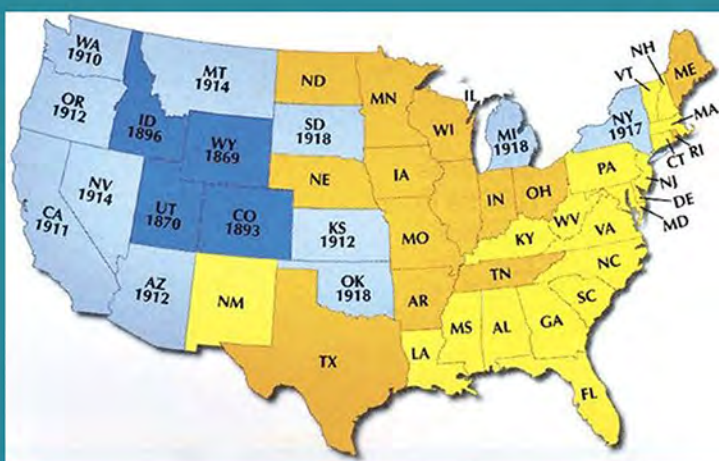 WA
1910
OR
1912
CA
1911
NV
1914
ID
1896
MT
1914
WY
1869
UT
1870
CO
1893
AZ
1912
NM
ND
SD
1918
NE
KS
1912
OK
1918
TX
MN
IA
MO
AR
LA
WI
IL
MI
1918
IN
OH
KY
TN
MS
AL
GA
FL
SC
NC
VA
WV
PA
NY
1917
VT
NH
ME
MA
RI
CT
NJ
DE
MD